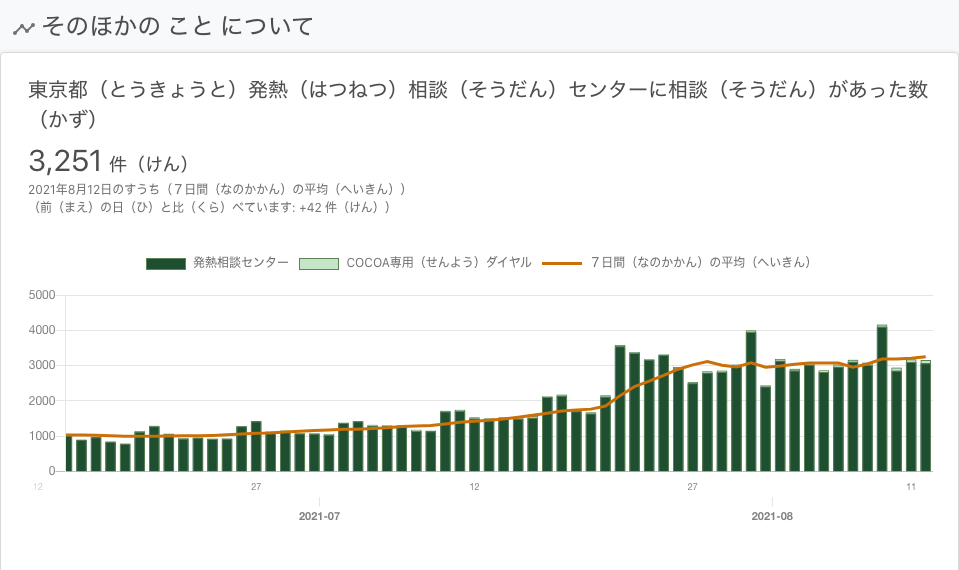 そのほかの こと について
東京都（とうきょうと）発熱（はつねつ）相談（そうだん）センターに相談（そうだん）があった数
（かず）
3,251 件（けん）
2021年8月12日のすうち（７日間（なのかかん）の平均（へいきん））
（前（まえ）の日（ひ）と比（くら）べています: +42 件（けん））
発熱相談センター COCOA専用（せんよう）ダイヤル ７日間（なのかかん）の平均（へいきん）
5000
4000
3000
2000
1000
0
12 27 12 27 11
2021-07 2021-08